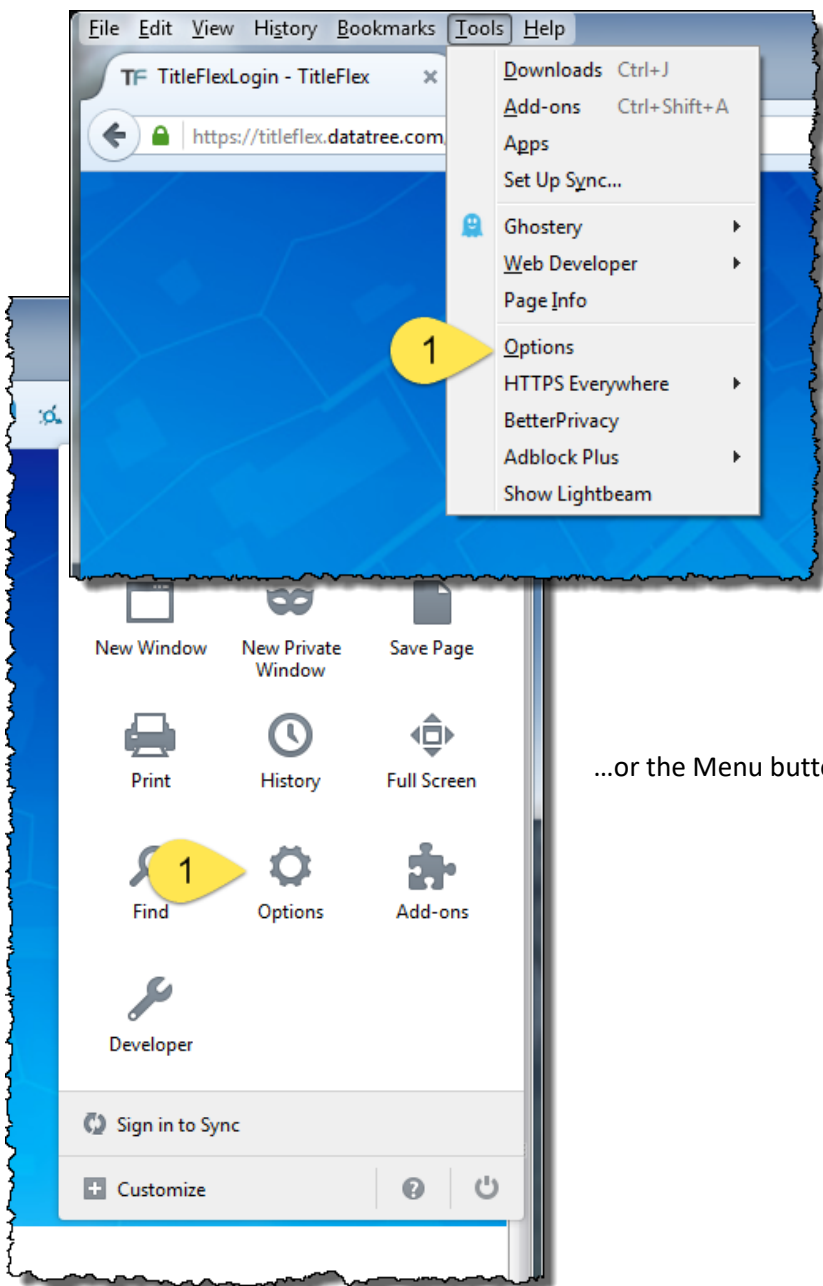 File Edit View History Bookmarks Tools Help
TF TitleFlexLogin - TitleFlex
https://titleflex.datatree.com
Downloads Ctrl+J
Add-ons Ctrl+Shift+A
Apps
Set Up Sync...
Ghostery
Web Developer
Page Info
1
Options
HTTPS Everywhere
BetterPrivacy
Adblock Plus
Show Lightbeam
New Window
New Private
Window
Save Page
Print
History
Full Screen
…or the Menu butt
1
Find
Options
Add-ons
Developer
Sign in to Sync
Customize